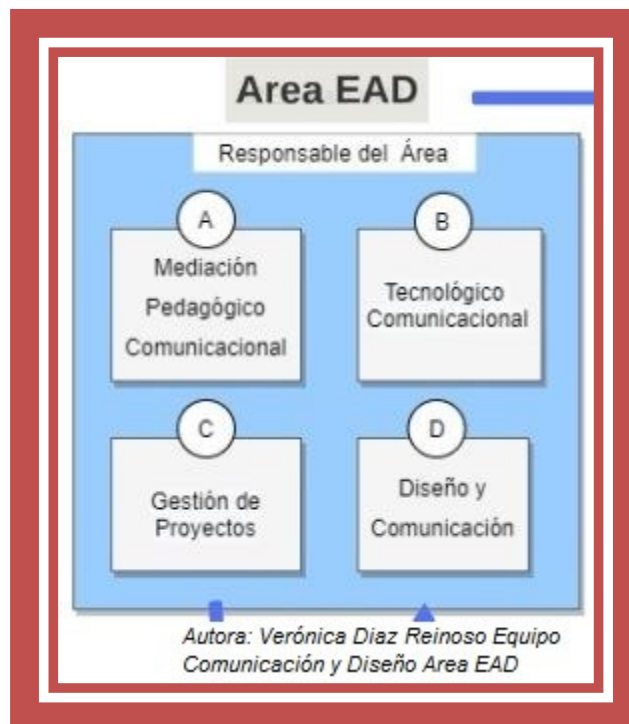 Area EAD
Responsable del Área
A
Mediación
Pedagógico
Comunicacional
B
Tecnológico
Comunicacional
C
Gestión de
Proyectos
D
Diseño y
Comunicación
Autora: Verónica Diaz Reinoso Equipo
Comunicación y Diseño Area EAD